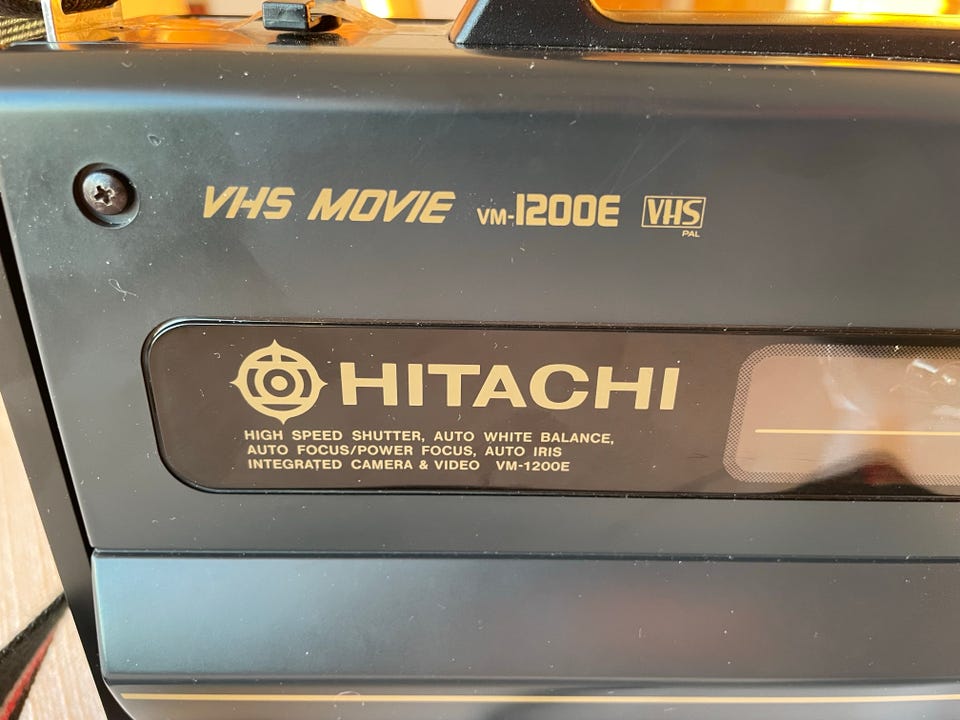 VHS MOVIE VM-1200E VHS
PAL
HITACHI
HIGH SPEED SHUTTER, AUTO WHITE BALANCE,
AUTO FOCUS/POWER FOCUS, AUTO IRIS
INTEGRATED CAMERA & VIDEO VM-1200E